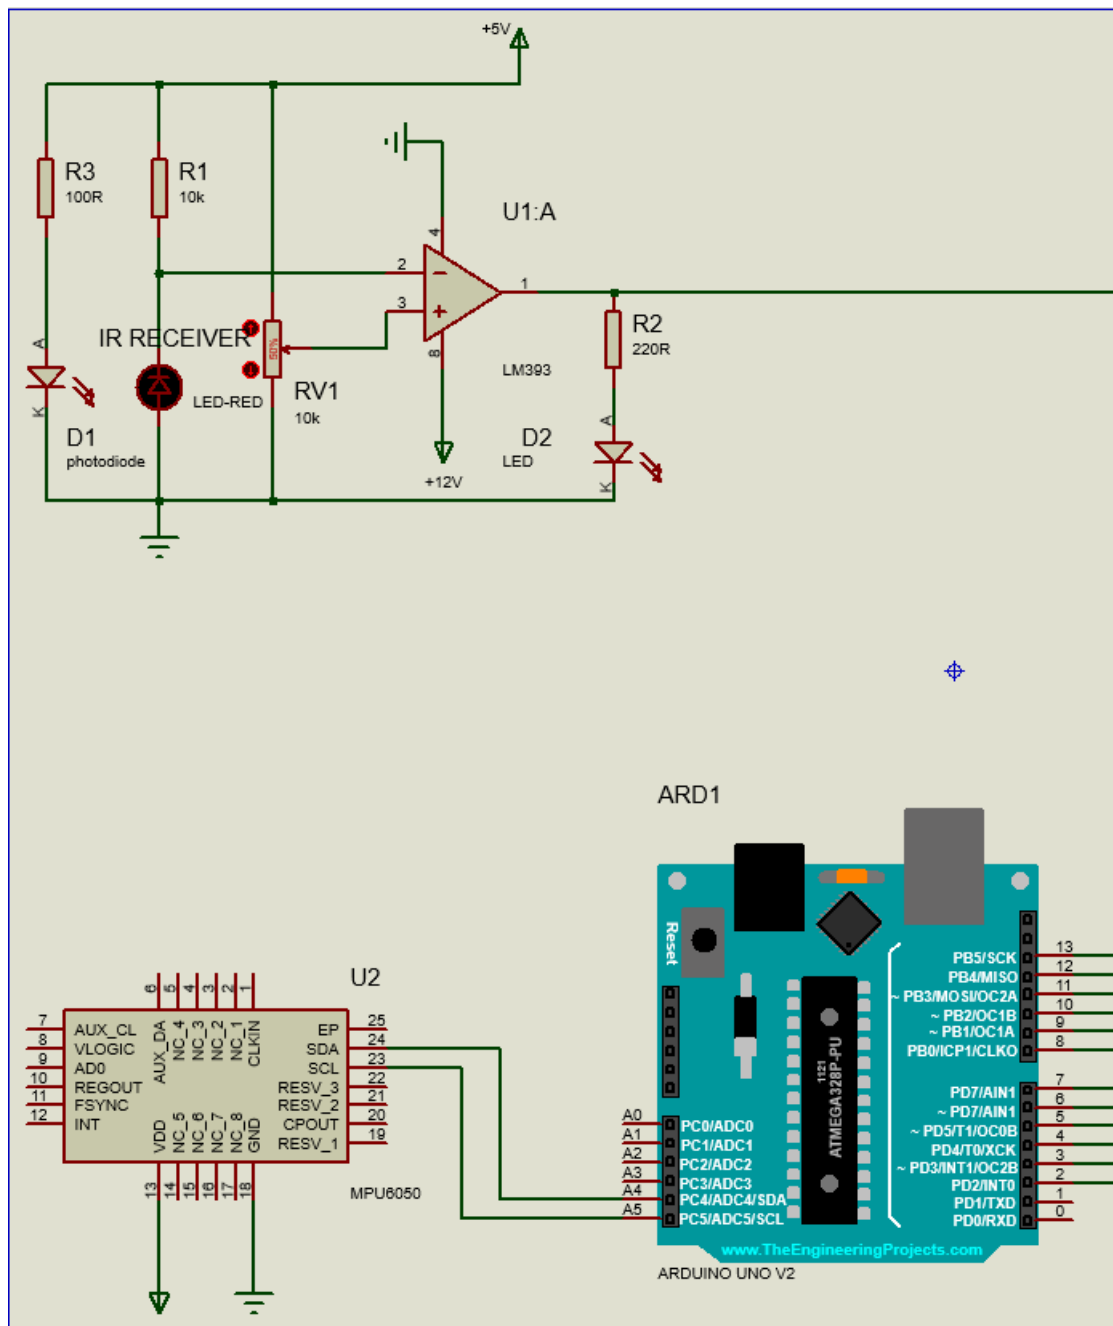 +5V
R3
100R
R1
10k
U1:A
4
2
3
1
8
IR RECEIVER
50%
R2
220R
LM393
A
LED-RED
RV1
10k
A
K
D1
photodiode
D2
LED
+12V
K
ARD1
Reset
13
PB5/SCK
12
PB4/MISO
11
~ PB3/MOSI/OC2A
10
~ PB2/OC1B
9
~ PB1/OC1A
8
PB0/ICP1/CLKO
1121
ATMEGA328P-PU
7
PD7/AIN1
6
~ PD7/AIN1
5
~ PD5/T1/OC0B
4
PD4/T0/XCK
3
~ PD3/INT1/OC2B
2
PD2/INT0
1
PD1/TXD
0
PD0/RXD
A0
PC0/ADC0
A1
PC1/ADC1
A2
PC2/ADC2
A3
PC3/ADC3
A4
PC4/ADC4/SDA
A5
PC5/ADC5/SCL
www.TheEngineeringProjects.com
ARDUINO UNO V2
U2
6
5
4
3
2
1
AUX_DA
NC_4
NC_3
NC_2
NC_1
CLKIN
7
AUX_CL
8
VLOGIC
9
AD0
10
REGOUT
11
FSYNC
12
INT
EP
25
SDA
24
SCL
23
RESV_3
22
RESV_2
21
CPOUT
20
RESV_1
19
VDD
NC_5
NC_6
NC_7
NC_8
GND
13
14
15
16
17
18
MPU6050